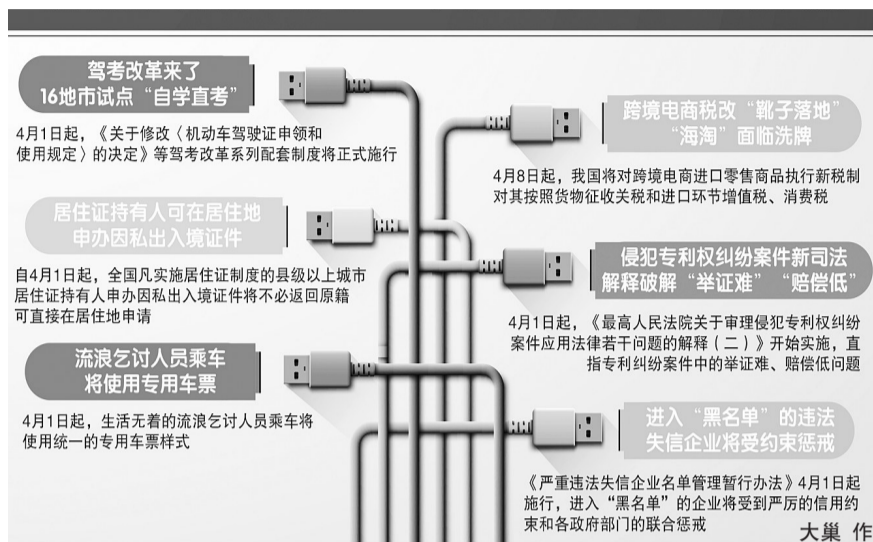 驾考改革来了
16地市试点“自学直考”
4月1日起，《关于修改〈机动车驾驶证申领和
使用规定〉的决定》等驾考改革系列配套制度将正式施行
跨境电商税改“靴子落地”
“海淘”面临洗牌
4月8日起，我国将对跨境电商进口零售商品执行新税制
对其按照货物征收关税和进口环节增值税、消费税
居住证持有人可在居住地
申办因私出入境证件
自4月1日起，全国凡实施居住证制度的县级以上城市
居住证持有人申办因私出入境证件将不必返回原籍
可直接在居住地申请
侵犯专利权纠纷案件新司法
解释破解“举证难”“赔偿低”
4月1日起，《最高人民法院关于审理侵犯专利权纠纷
案件应用法律若干问题的解释（二）》开始实施，直
指专利纠纷案件中的举证难、赔偿低问题
流浪乞讨人员乘车
将使用专用车票
4月1日起，生活无着的流浪乞讨人员乘车将
使用统一的专用车票样式
进入“黑名单”的违法
失信企业将受约束惩戒
《严重违法失信企业名单管理暂行办法》4月1日起
施行，进入“黑名单”的企业将受到严厉的信用约
束和各政府部门的联合惩戒
大巢 作